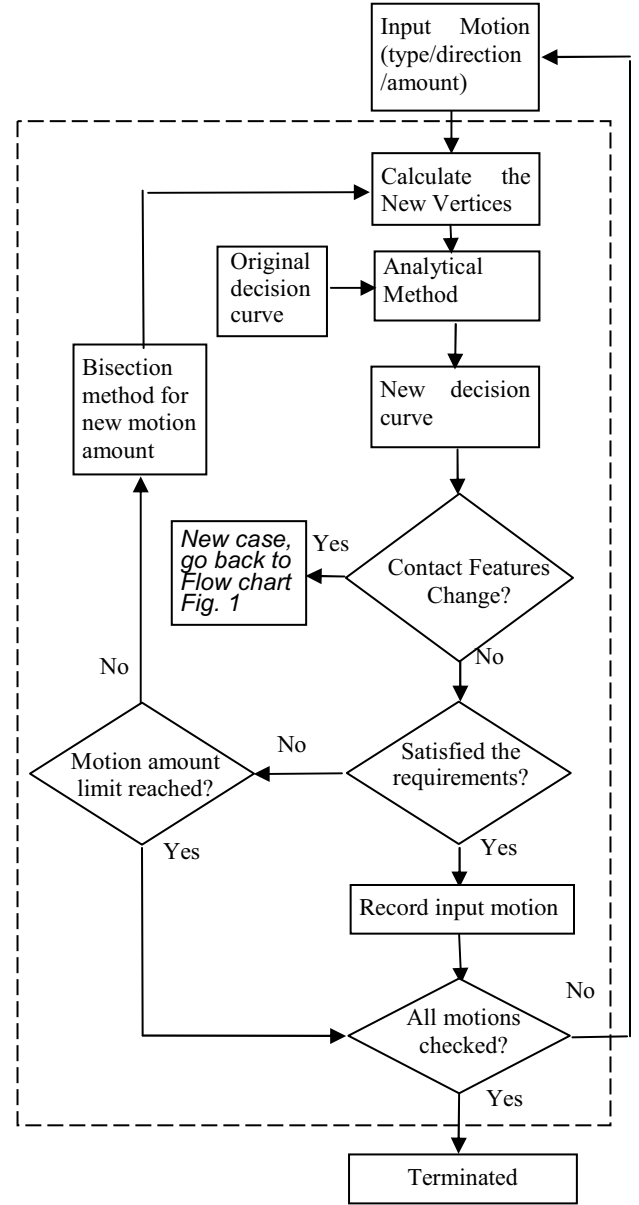 Input Motion
(type/direction
/amount)
Calculate the
New Vertices
Original
decision
curve
Analytical
Method
Bisection
method for
new motion
amount
New decision
curve
New case,
go back to
Flow chart
Fig. 1
Yes
Contact Features
Change?
No
No
Motion amount
limit reached?
No
Satisfied the
requirements?
Yes
Yes
Record input motion
No
All motions
checked?
Yes
Terminated